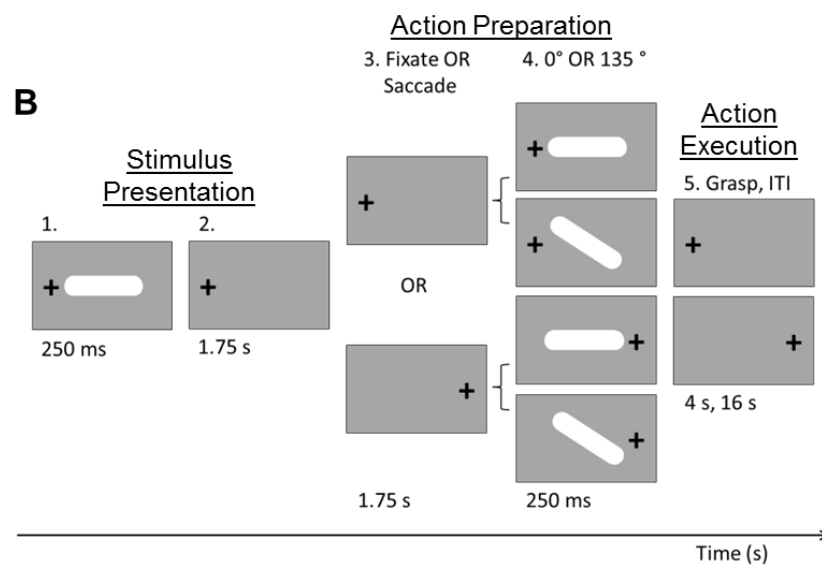 Action Preparation
3. Fixate OR
Saccade
4. 0° OR 135 °
B
Stimulus
Presentation
Action
Execution
1.
2.
5. Grasp, ITI
OR
250 ms
1.75 s
4 s, 16 s
1.75 s
250 ms
Time (s)